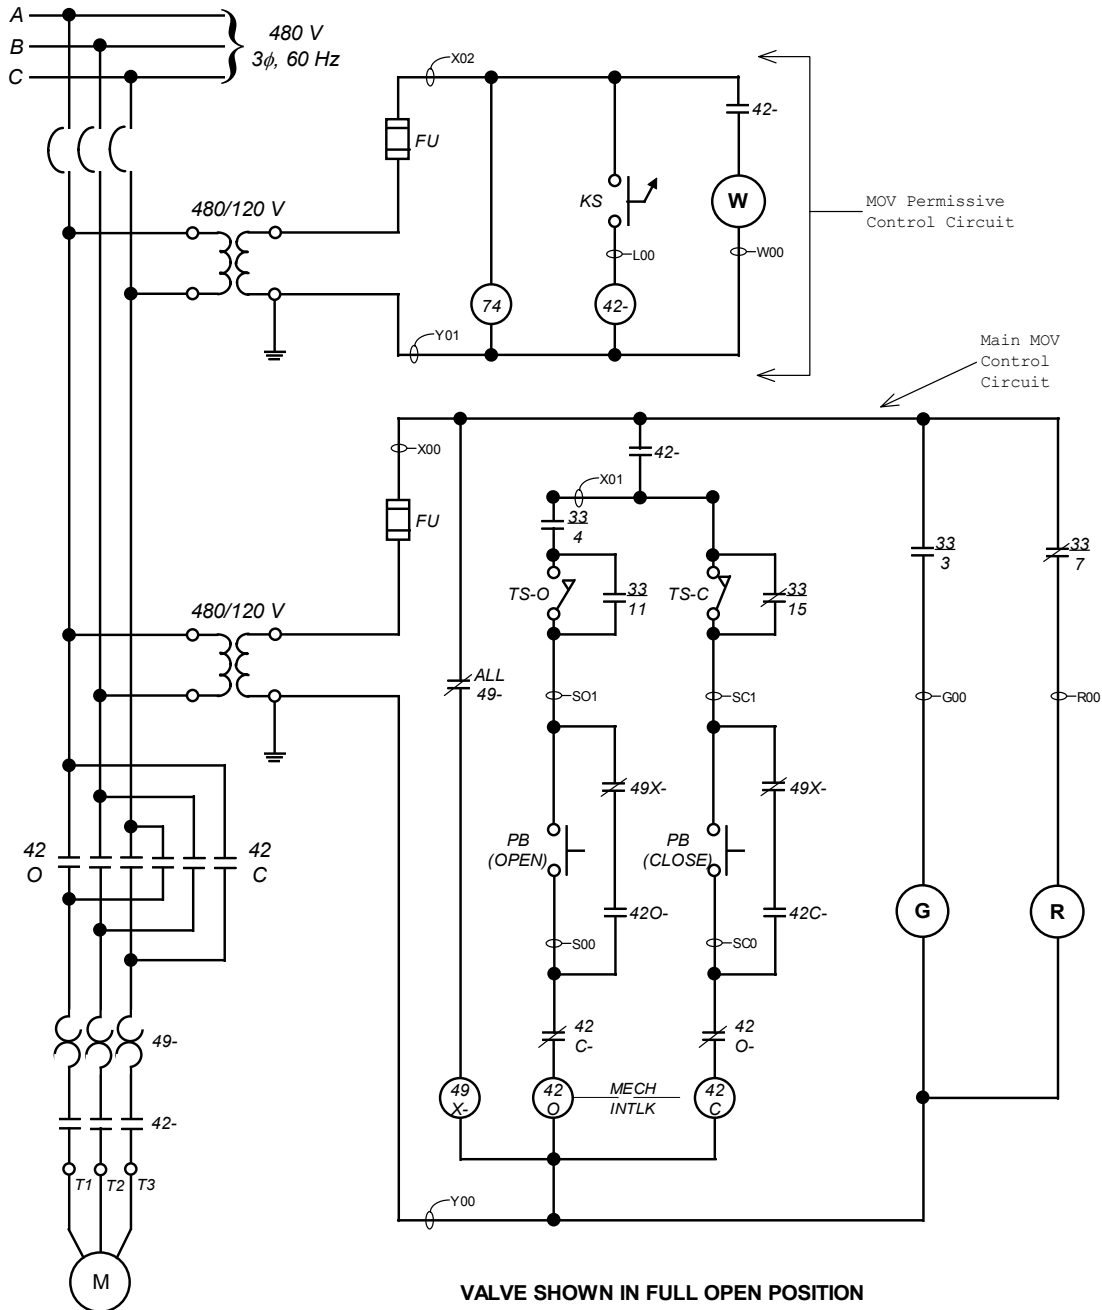 A
B
C
480 V
3ϕ, 60 Hz
X02
FU
42-
KS
W
MOV Permissive
Control Circuit
480/120 V
L00
W00
74
42-
Y01
Main MOV
Control
Circuit
X00
42-
X01
FU
33
4
33
3
33
7
TS-O
33
11
TS-C
33
15
480/120 V
ALL
49-
SO1
SC1
G00
R00
49X-
49X-
PB
(OPEN)
PB
(CLOSE)
42
O
42
C
42O-
42C-
G
R
S00
SC0
49-
42
C-
42
O-
49
X-
42
O
MECH
INTLK
42
C
42-
T1
T2
T3
Y00
M
VALVE SHOWN IN FULL OPEN POSITION